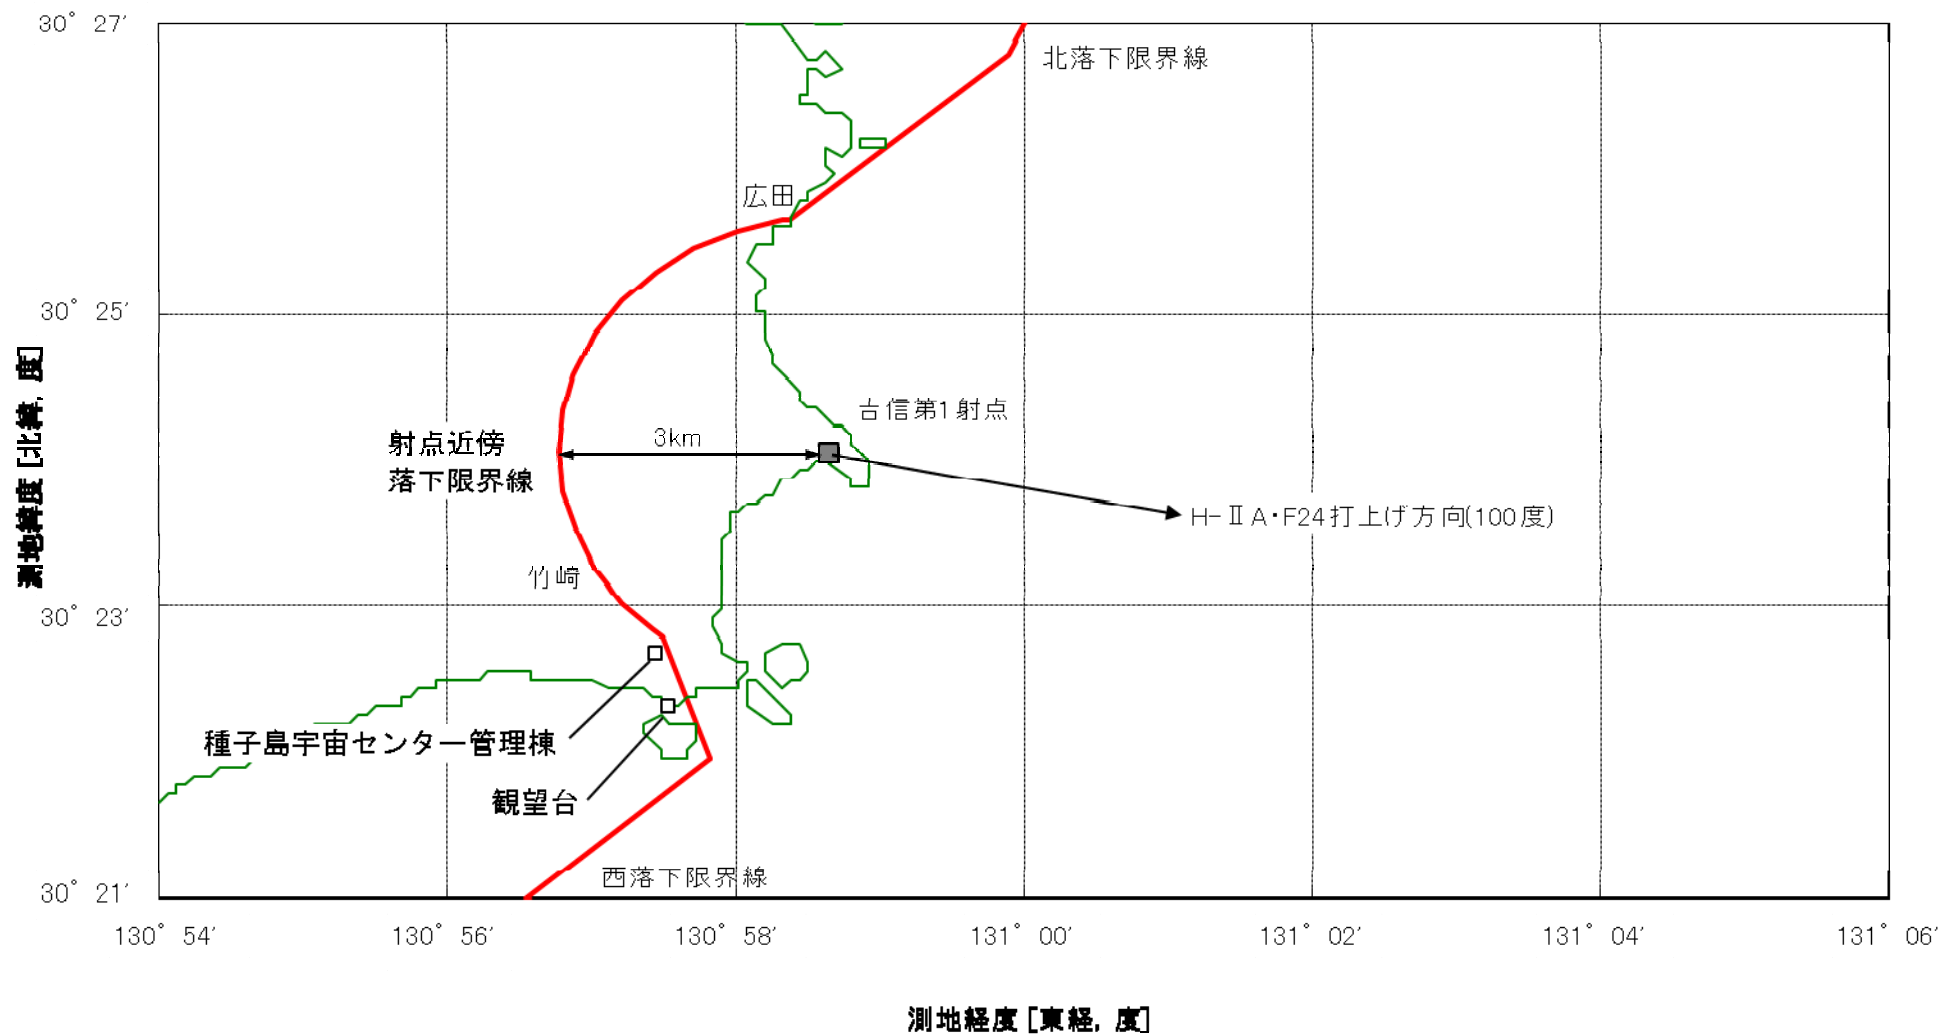 30° 27′
北落下限界線
広田
30° 25′
吉信第1射点
3km
射点近傍
落下限界線
H-ⅡA・F24打上げ方向(100度)
竹崎
30° 23′
種子島宇宙センター管理棟
観望台
西落下限界線
30° 21′
130° 54′
130° 56′
130° 58′
131° 00′
131° 02′
131° 04′
131° 06′
測地緯度 [北緯, 度]
測地経度 [東経, 度]